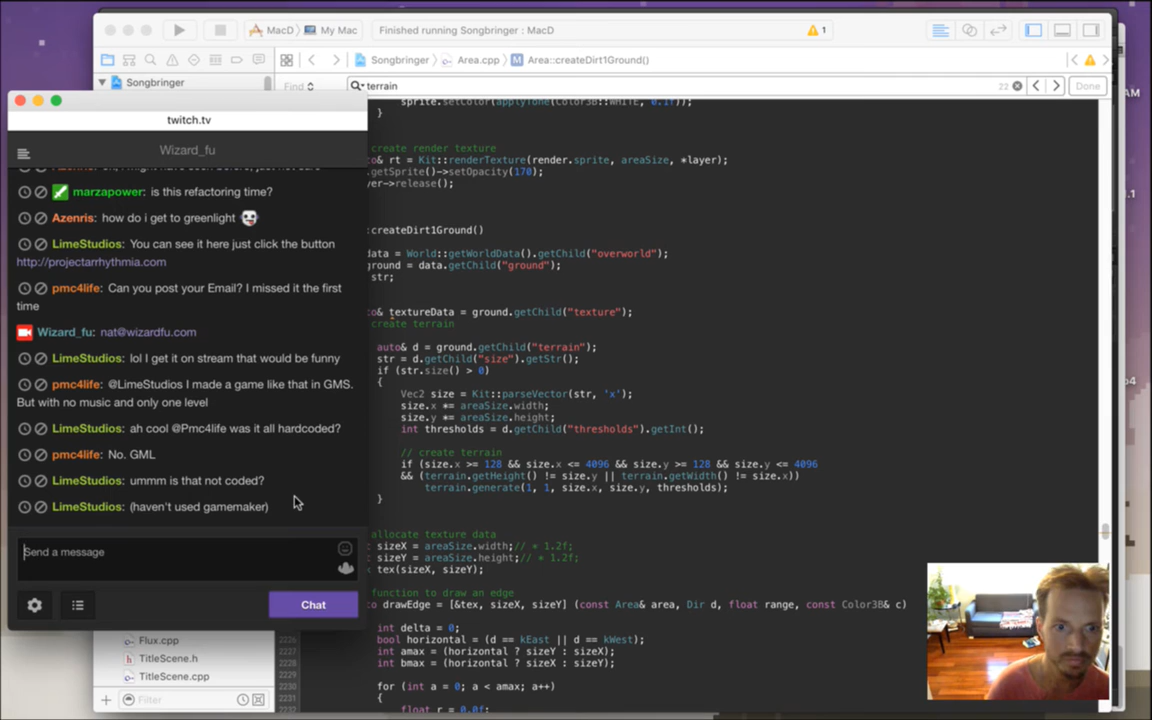 MacD
My Mac
Finished running Songbringer : MacD
1
Songbringer
Area.cpp
Area::createDirt1Ground()
Songbringer
Find
terrain
22
Done
AM
twitch.tv
Wizard_fu
marzapower: is this refactoring time?
Azenris: how do i get to greenlight
LimeStudios: You can see it here just click the button
http://projectarrhythmia.com
pmc4life: Can you post your Email? I missed it the first
time
Wizard_fu: nat@wizardfu.com
LimeStudios: lol I get it on stream that would be funny
pmc4life: @LimeStudios I made a game like that in GMS.
But with no music and only one level
LimeStudios: ah cool @Pmc4life was it all hardcoded?
pmc4life: No. GML
LimeStudios: ummm is that not coded?
LimeStudios: (haven't used gamemaker)
Send a message
Chat
Flux.cpp
TitleScene.h
TitleScene.cpp
Filter
sprite.setColor(applyTone(Color3B::WHITE, 0.1f));
}
create render texture
& rt = Kit::renderTexture(render.sprite, areaSize, *layer);
.getSprite()->setOpacity(170);
yer->release();
:createDirt1Ground()
data = World::getWorldData().getChild("overworld");
ground = data.getChild("ground");
str;
& textureData = ground.getChild("texture");
create terrain
auto& d = ground.getChild("terrain");
str = d.getChild("size").getStr();
if (str.size() > 0)
{
Vec2 size = Kit::parseVector(str, 'x');
size.x *= areaSize.width;
size.y *= areaSize.height;
int thresholds = d.getChild("thresholds").getInt();
// create terrain
if (size.x >= 128 && size.x <= 4096 && size.y >= 128 && size.y <= 4096
&& (terrain.getHeight() != size.y || terrain.getWidth() != size.x))
terrain.generate(1, 1, size.x, size.y, thresholds);
}
allocate texture data
sizeX = areaSize.width;// * 1.2f;
sizeY = areaSize.height;// * 1.2f;
tex(sizeX, sizeY);
function to draw an edge
drawEdge = [&tex, sizeX, sizeY] (const Area& area, Dir d, float range, const Color3B& c)
int delta = 0;
2226 bool horizontal = (d == kEast || d == kWest);
2227 int amax = (horizontal ? sizeY : sizeX);
2228 int bmax = (horizontal ? sizeX : sizeY);
2229
2230 for (int a = 0; a < amax; a++)
2231 {
2232 float r = 0.0f;